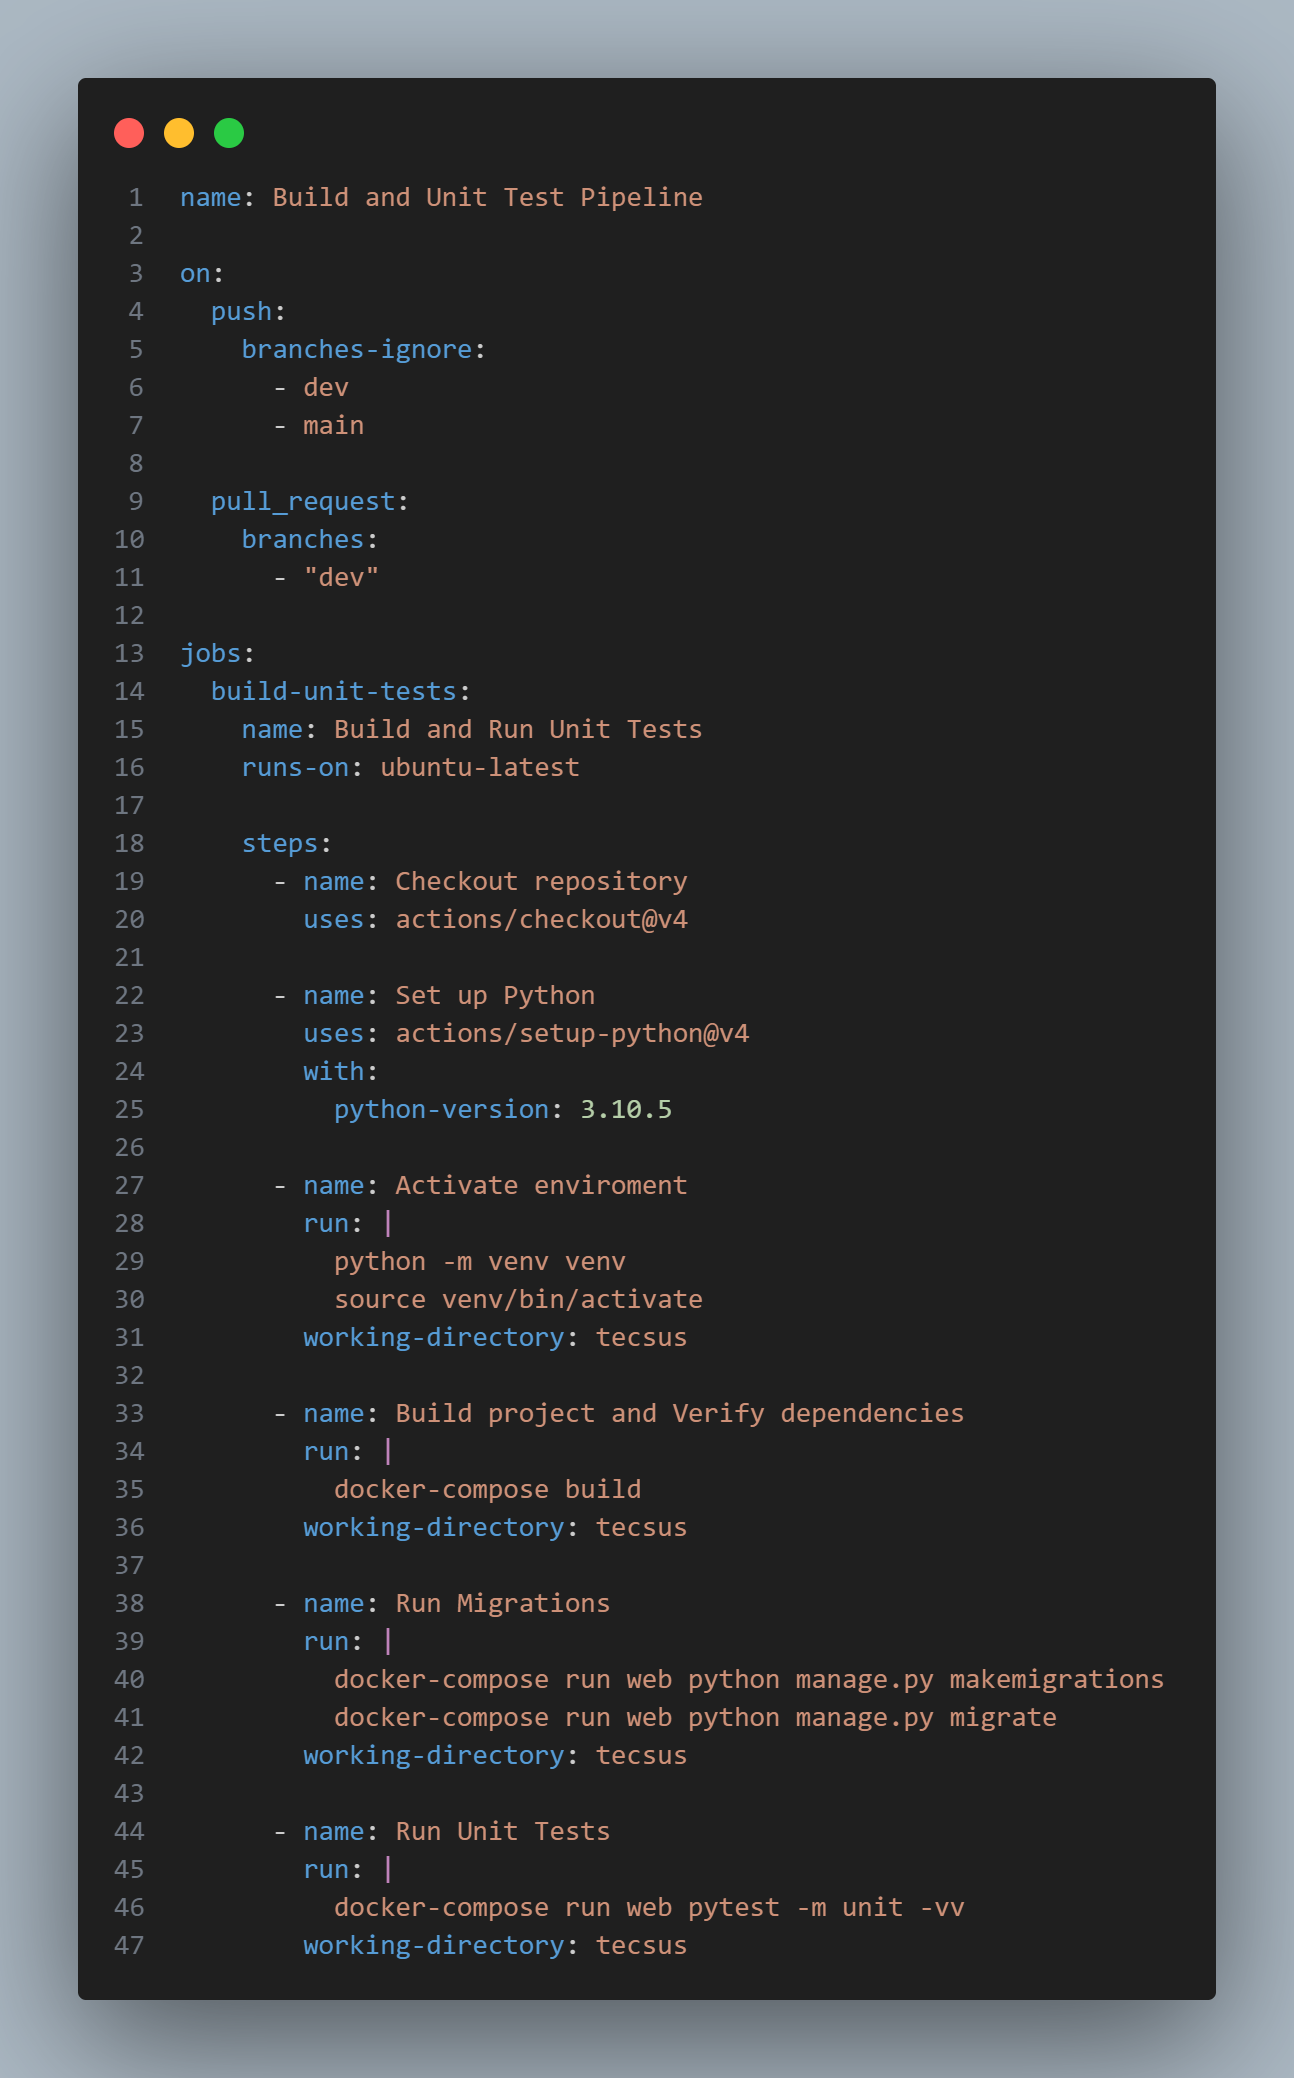 1 name: Build and Unit Test Pipeline
2
3 on:
4   push:
5     branches-ignore:
6       - dev
7       - main
8
9   pull_request:
10     branches:
11       - "dev"
12
13 jobs:
14   build-unit-tests:
15     name: Build and Run Unit Tests
16     runs-on: ubuntu-latest
17
18     steps:
19       - name: Checkout repository
20         uses: actions/checkout@v4
21
22       - name: Set up Python
23         uses: actions/setup-python@v4
24         with:
25           python-version: 3.10.5
26
27       - name: Activate enviroment
28         run: |
29           python -m venv venv
30           source venv/bin/activate
31         working-directory: tecsus
32
33       - name: Build project and Verify dependencies
34         run: |
35           docker-compose build
36         working-directory: tecsus
37
38       - name: Run Migrations
39         run: |
40           docker-compose run web python manage.py makemigrations
41           docker-compose run web python manage.py migrate
42         working-directory: tecsus
43
44       - name: Run Unit Tests
45         run: |
46           docker-compose run web pytest -m unit -vv
47         working-directory: tecsus